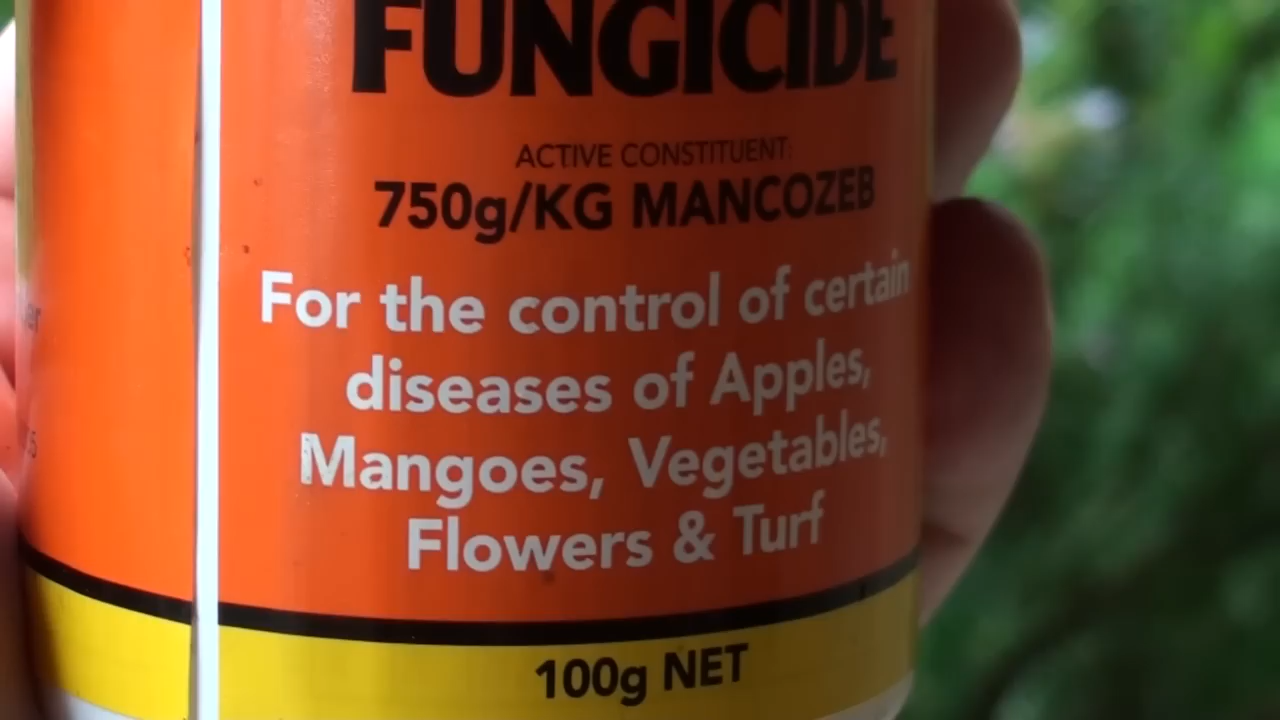 FUNGICIDE
ACTIVE CONSTITUENT:
750g/KG MANCOZEB
For the control of certain
diseases of Apples,
Mangoes, Vegetables,
Flowers & Turf
100g NET